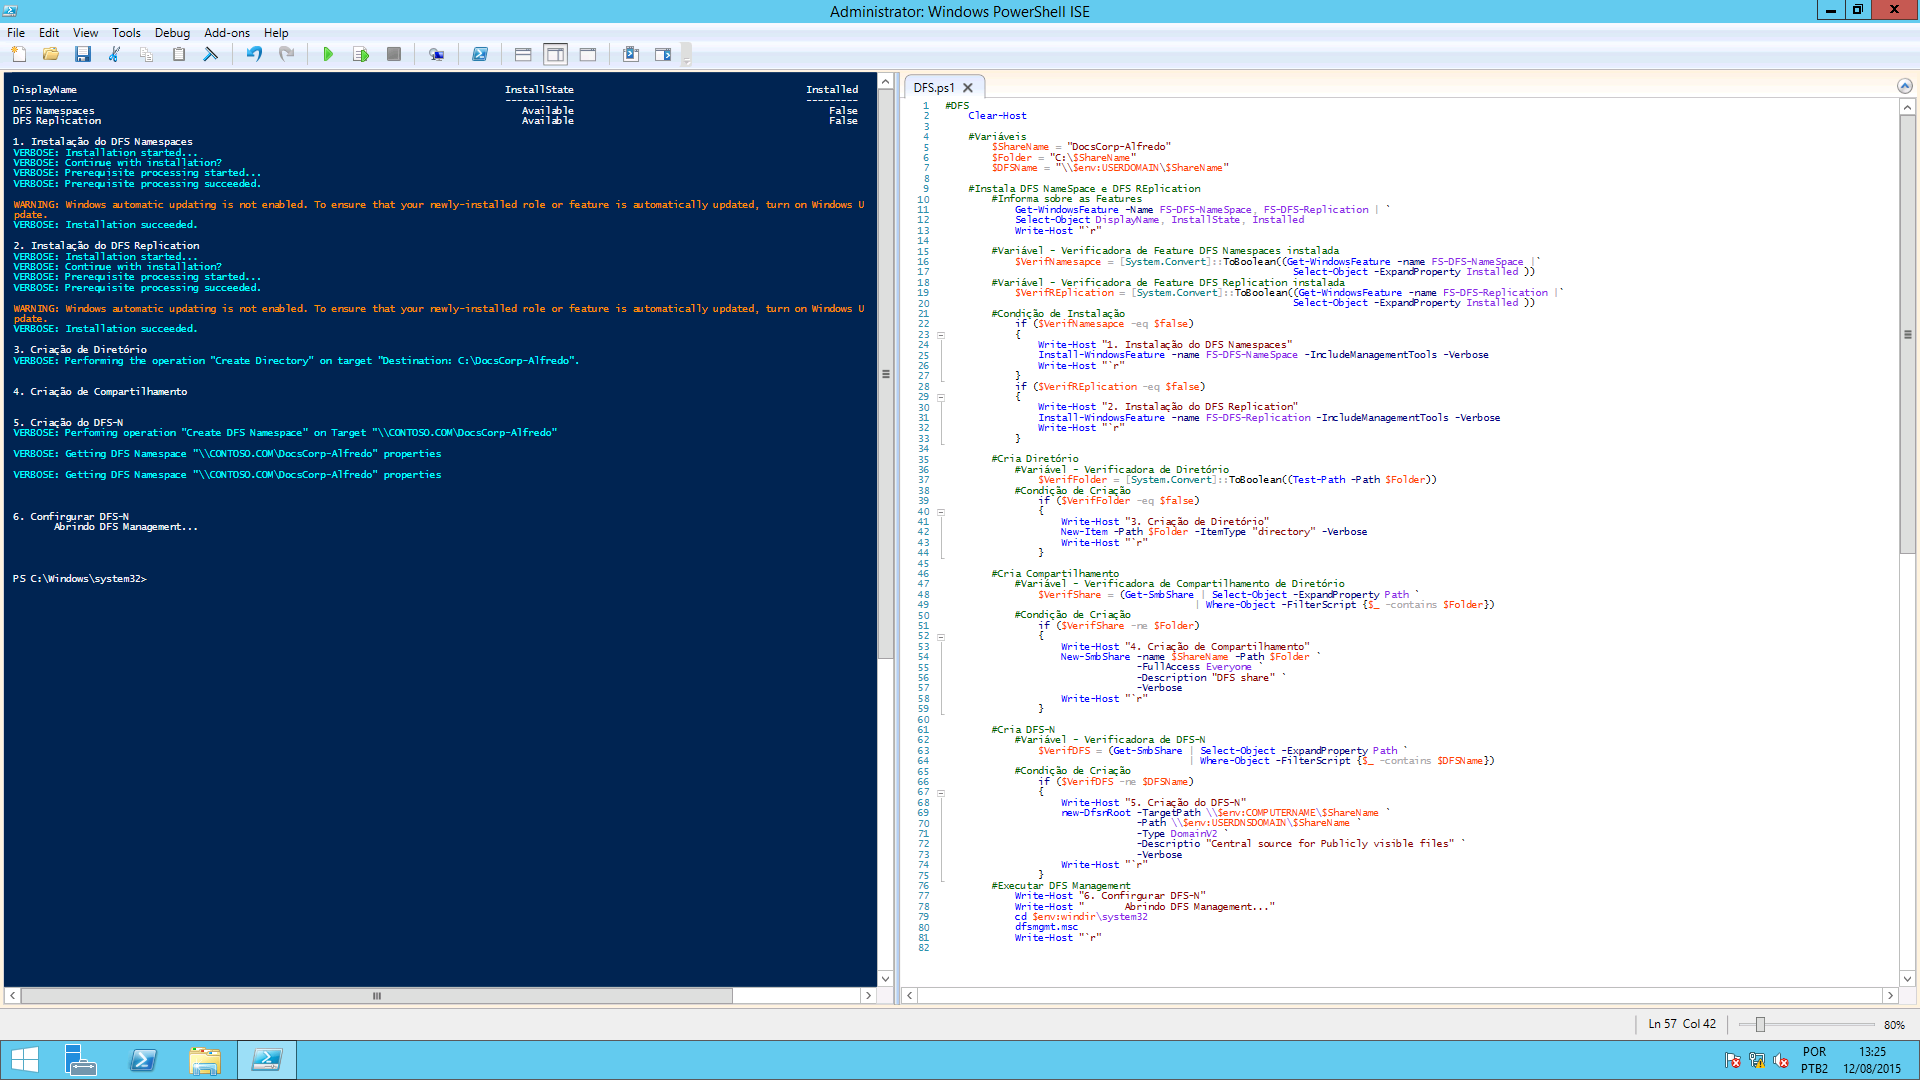 Administrator: Windows PowerShell ISE
File Edit View Tools Debug Add-ons Help
DisplayName InstallState Installed
----------- ------------ ---------
DFS Namespaces Available False
DFS Replication Available False
1. Instalação do DFS Namespaces
VERBOSE: Installation started...
VERBOSE: Continue with installation?
VERBOSE: Prerequisite processing started...
VERBOSE: Prerequisite processing succeeded.
WARNING: Windows automatic updating is not enabled. To ensure that your newly-installed role or feature is automatically updated, turn on Windows U
pdate.
VERBOSE: Installation succeeded.
2. Instalação do DFS Replication
VERBOSE: Installation started...
VERBOSE: Continue with installation?
VERBOSE: Prerequisite processing started...
VERBOSE: Prerequisite processing succeeded.
WARNING: Windows automatic updating is not enabled. To ensure that your newly-installed role or feature is automatically updated, turn on Windows U
pdate.
VERBOSE: Installation succeeded.
3. Criação de Diretório
VERBOSE: Performing the operation "Create Directory" on target "Destination: C:\DocsCorp-Alfredo".
4. Criação de Compartilhamento
5. Criação do DFS-N
VERBOSE: Perfoming operation "Create DFS Namespace" on Target "\\CONTOSO.COM\DocsCorp-Alfredo"
VERBOSE: Getting DFS Namespace "\\CONTOSO.COM\DocsCorp-Alfredo" properties
VERBOSE: Getting DFS Namespace "\\CONTOSO.COM\DocsCorp-Alfredo" properties
6. Confirgurar DFS-N
Abrindo DFS Management...
PS C:\Windows\system32>
DFS.ps1
1 #DFS
2 Clear-Host
3
4 #Variáveis
5 $ShareName = "DocsCorp-Alfredo"
6 $Folder = "C:\$ShareName"
7 $DFSName = "\\$env:USERDOMAIN\$ShareName"
8
9 #Instala DFS NameSpace e DFS REplication
10 #Informa sobre as Features
11 Get-WindowsFeature -Name FS-DFS-NameSpace, FS-DFS-Replication | `
12 Select-Object DisplayName, InstallState, Installed
13 Write-Host "`r"
14
15 #Variável - Verificadora de Feature DFS Namespaces instalada
16 $VerifNamesapce = [System.Convert]::ToBoolean((Get-WindowsFeature -name FS-DFS-NameSpace |`
17 Select-Object -ExpandProperty Installed ))
18 #Variável - Verificadora de Feature DFS Replication instalada
19 $VerifREplication = [System.Convert]::ToBoolean((Get-WindowsFeature -name FS-DFS-Replication |`
20 Select-Object -ExpandProperty Installed ))
21 #Condição de Instalação
22 if ($VerifNamesapce -eq $false)
23 {
24 Write-Host "1. Instalação do DFS Namespaces"
25 Install-WindowsFeature -name FS-DFS-NameSpace -IncludeManagementTools -Verbose
26 Write-Host "`r"
27 }
28 if ($VerifREplication -eq $false)
29 {
30 Write-Host "2. Instalação do DFS Replication"
31 Install-WindowsFeature -name FS-DFS-Replication -IncludeManagementTools -Verbose
32 Write-Host "`r"
33 }
34
35 #Cria Diretório
36 #Variável - Verificadora de Diretório
37 $VerifFolder = [System.Convert]::ToBoolean((Test-Path -Path $Folder))
38 #Condição de Criação
39 if ($VerifFolder -eq $false)
40 {
41 Write-Host "3. Criação de Diretório"
42 New-Item -Path $Folder -ItemType "directory" -Verbose
43 Write-Host "`r"
44 }
45
46 #Cria Compartilhamento
47 #Variável - Verificadora de Compartilhamento de Diretório
48 $VerifShare = (Get-SmbShare | Select-Object -ExpandProperty Path `
49 | Where-Object -FilterScript {$_ -contains $Folder})
50 #Condição de Criação
51 if ($VerifShare -ne $Folder)
52 {
53 Write-Host "4. Criação de Compartilhamento"
54 New-SmbShare -name $ShareName -Path $Folder `
55 -FullAccess Everyone `
56 -Description "DFS share" `
57 -Verbose
58 Write-Host "`r"
59 }
60
61 #Cria DFS-N
62 #Variável - Verificadora de DFS-N
63 $VerifDFS = (Get-SmbShare | Select-Object -ExpandProperty Path `
64 | Where-Object -FilterScript {$_ -contains $DFSName})
65 #Condição de Criação
66 if ($VerifDFS -ne $DFSName)
67 {
68 Write-Host "5. Criação do DFS-N"
69 new-DfsnRoot -TargetPath \\$env:COMPUTERNAME\$ShareName `
70 -Path \\$env:USERDNSDOMAIN\$ShareName `
71 -Type DomainV2 `
72 -Descriptio "Central source for Publicly visible files" `
73 -Verbose
74 Write-Host "`r"
75 }
76 #Executar DFS Management
77 Write-Host "6. Confirgurar DFS-N"
78 Write-Host " Abrindo DFS Management..."
79 cd $env:windir\system32
80 dfsmgmt.msc
81 Write-Host "`r"
82
Ln 57 Col 42 80%
POR 13:25
PTB2 12/08/2015